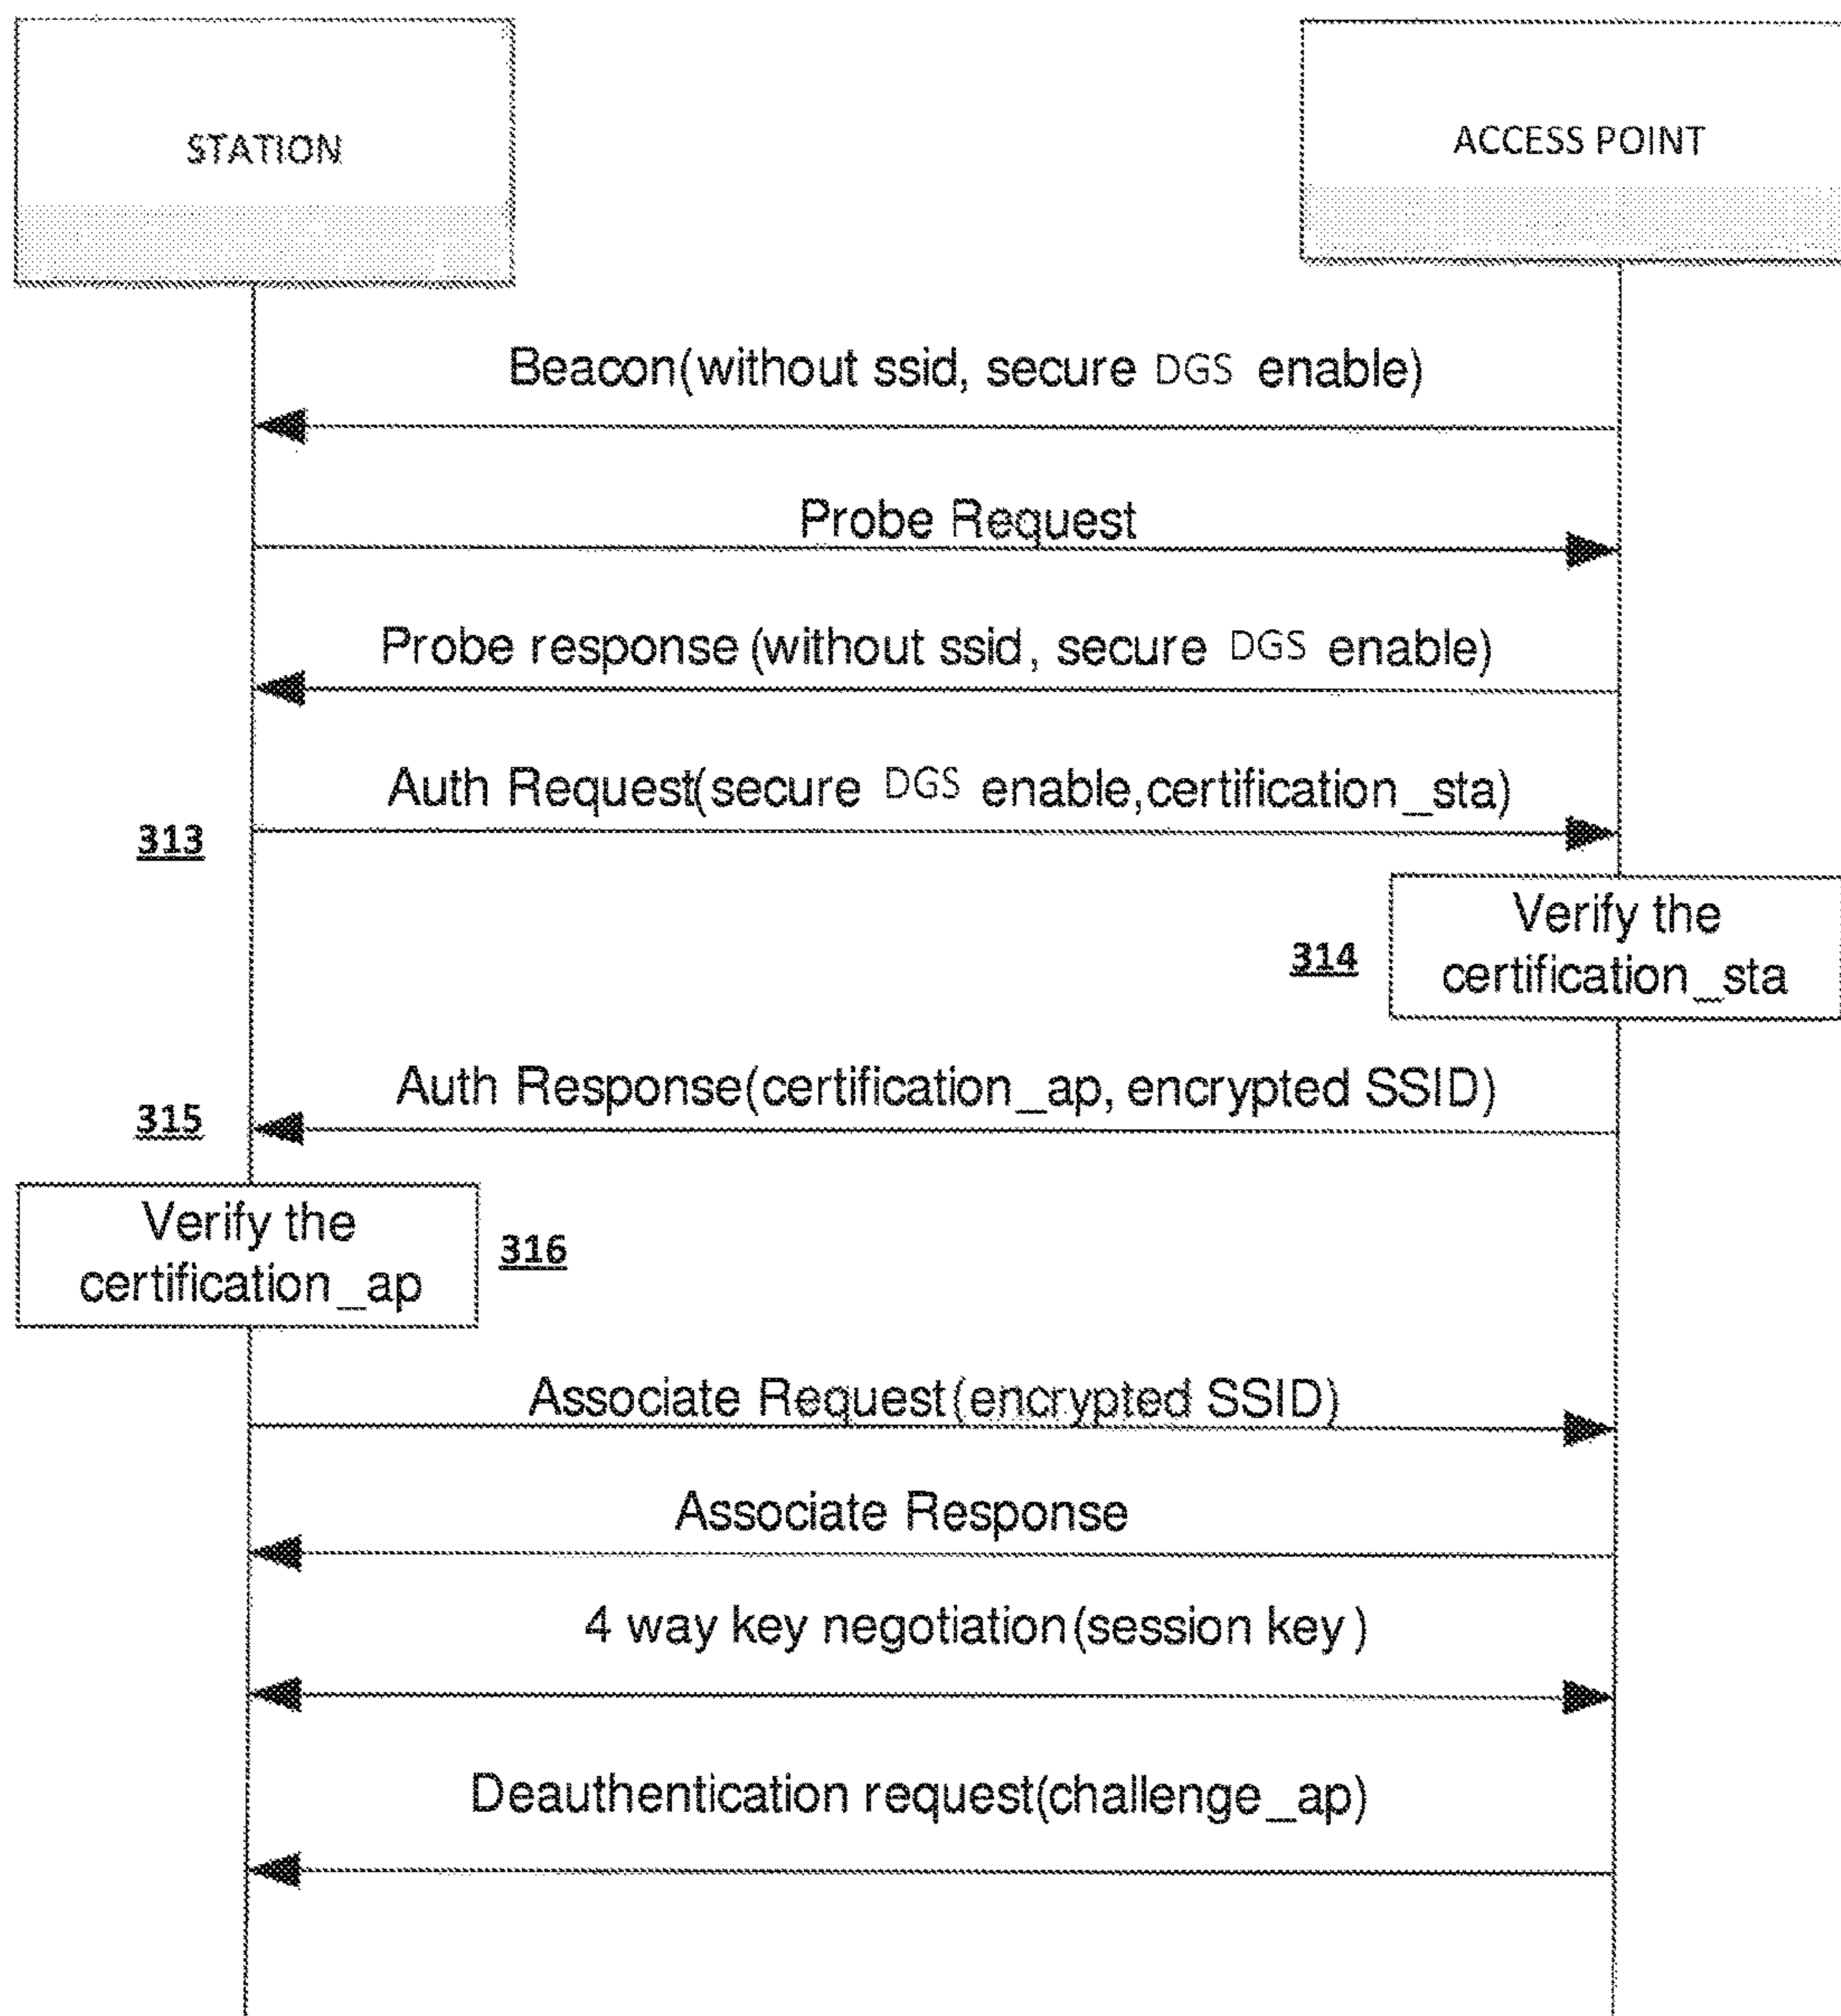 STATION
ACCESS POINT
Beacon(without ssid, secure DGS enable)
Probe Request
Probe response (without ssid, secure DGS enable)
Auth Request(secure DGS enable,certification_sta)
313
Verify the
certification_sta
314
Auth Response(certification_ap, encrypted SSID)
315
Verify the
certification_ap
316
Associate Request(encrypted SSID)
Associate Response
4 way key negotiation(session key)
Deauthentication request(challenge_ap)